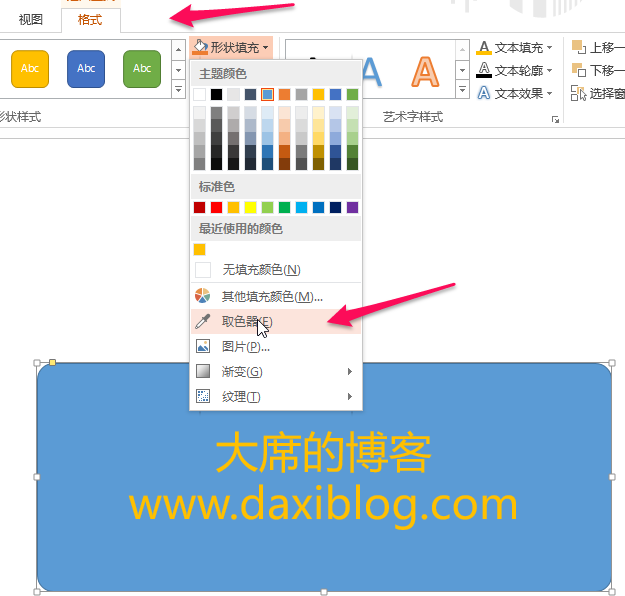 视图
格式
Abc
Abc
Abc
形状填充
文本填充
文本轮廓
文本效果
上移一
下移一
选择窗
状样式
艺术字样式
主题颜色
标准色
最近使用的颜色
无填充颜色(N)
其他填充颜色(M)...
取色器(E)
图片(P)...
渐变(G)
纹理(T)
大席的博客
www.daxiblog.com